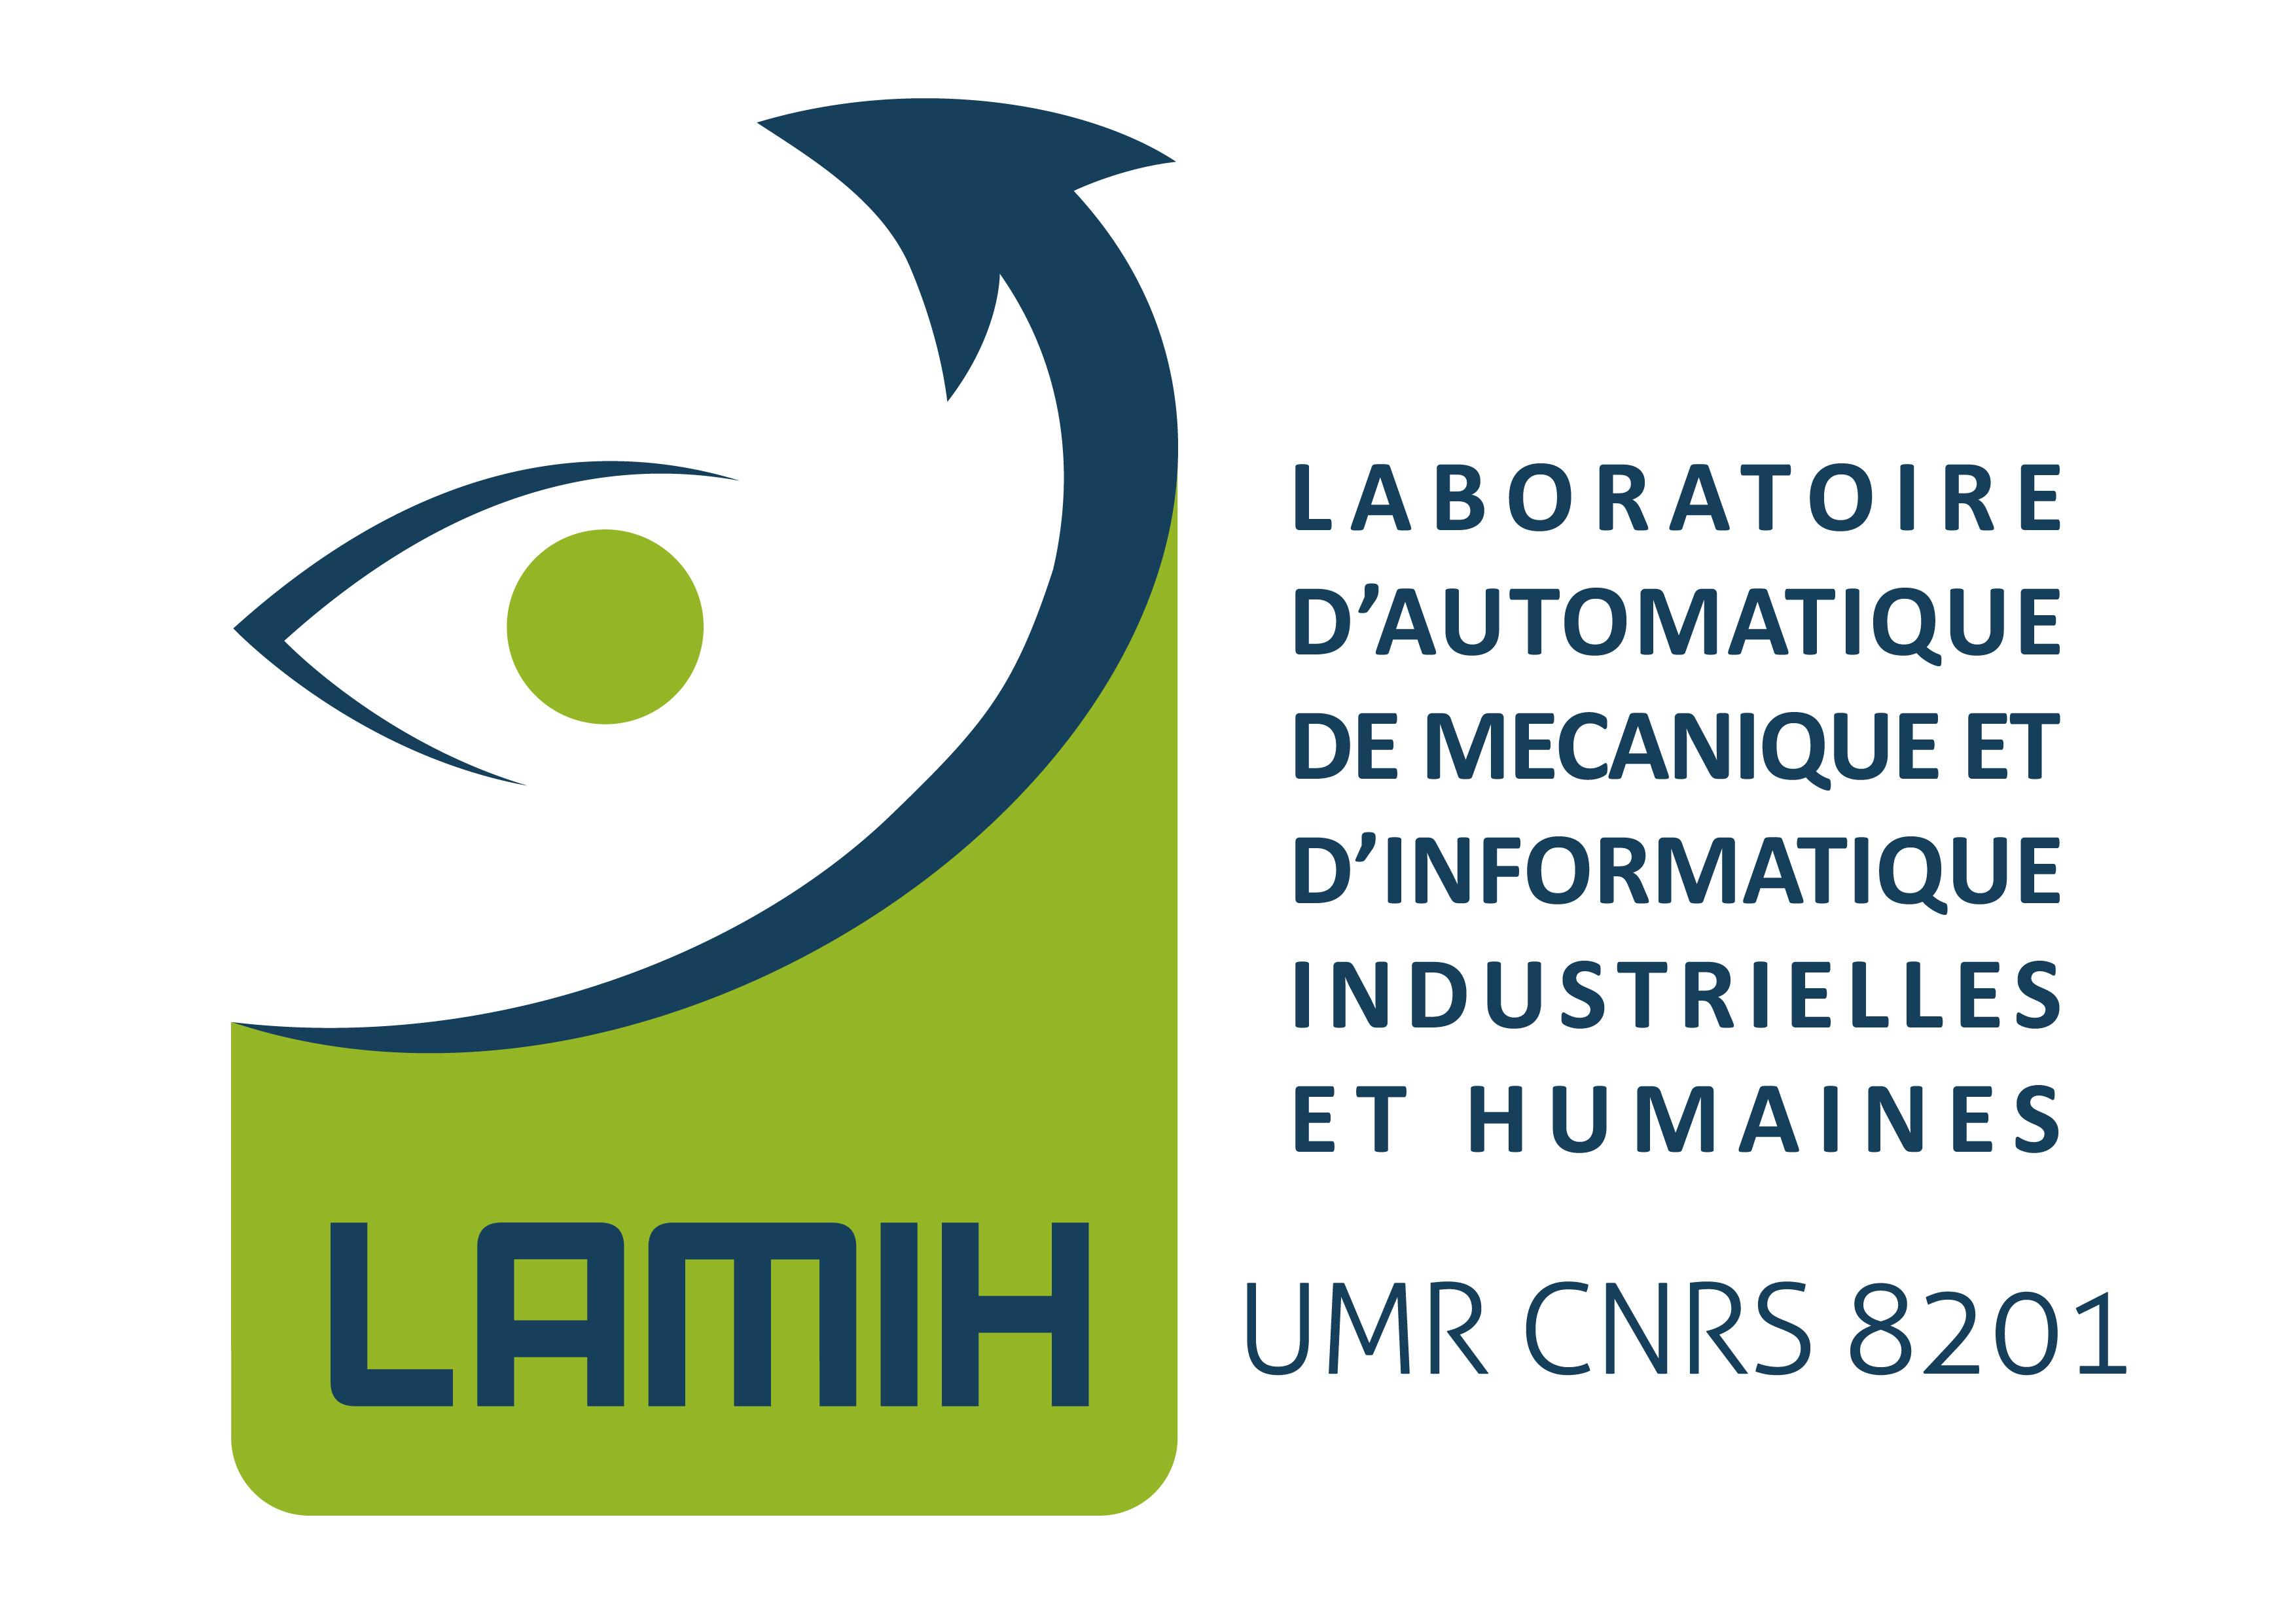 LABORATOIRE
D’AUTOMATIQUE
DE MECANIQUE ET
D’INFORMATIQUE
INDUSTRIELLES
ET HUMAINES
LAMIH
UMR CNRS 8201